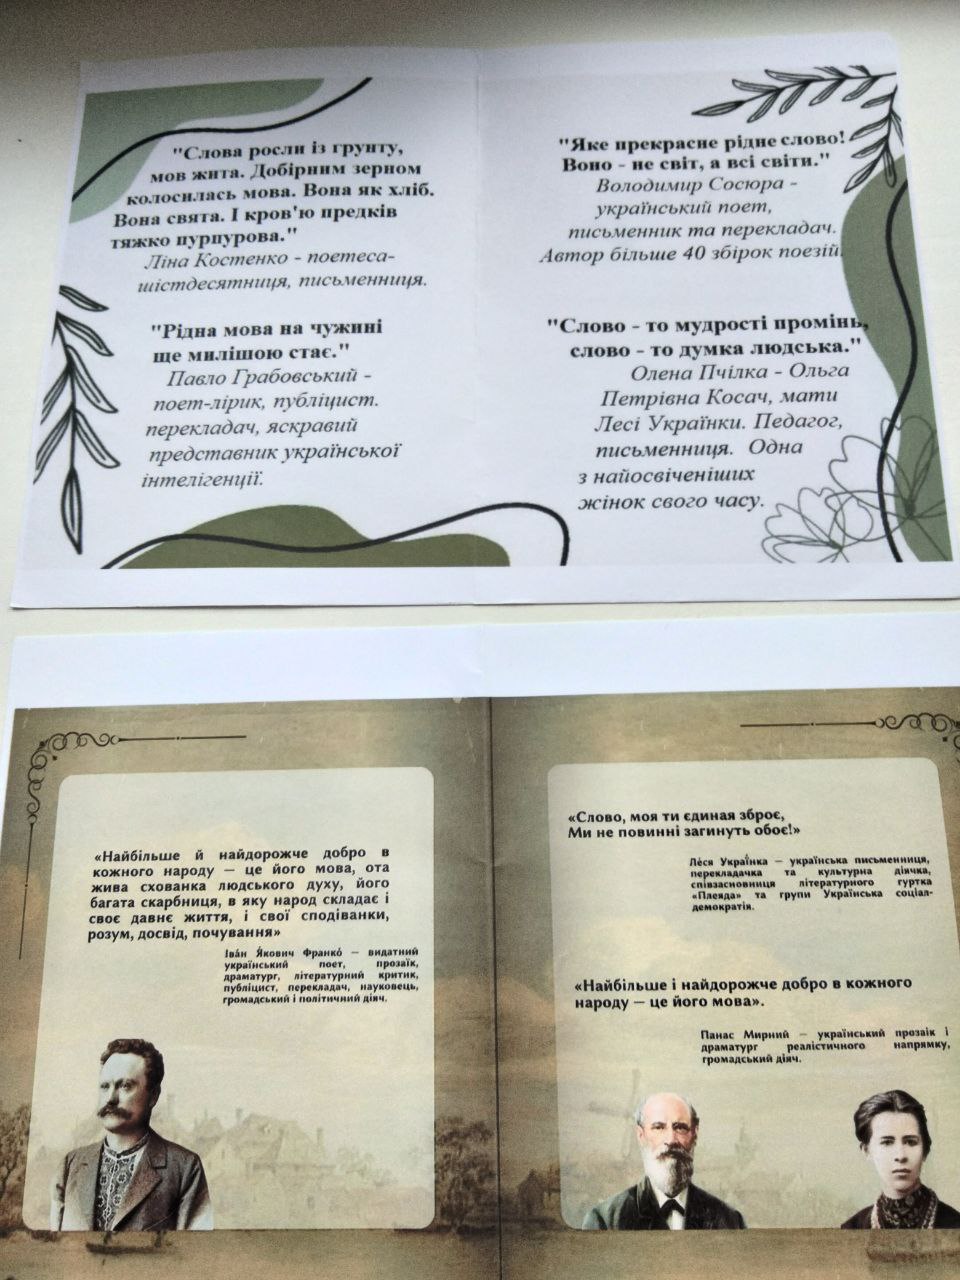 "Слова росли із грунту,
мов жита. Добірним зерном
колосилась мова. Вона як хліб.
Вона свята. І кров'ю предків
тяжко пурпурова."
Ліна Костенко - поетеса-
шістдесятниця, письменниця.
"Рідна мова на чужині
ще милішою стає."
Павло Грабовський -
поет-лірик, публіцист.
перекладач, яскравий
представник української
інтелігенції.
"Яке прекрасне рідне слово!
Воно - не світ, а всі світи."
Володимир Сосюра -
український поет,
письменник та перекладач.
Автор більше 40 збірок поезій.
"Слово - то мудрості промінь,
слово - то думка людська."
Олена Пчілка - Ольга
Петрівна Косач, мати
Лесі Українки. Педагог,
письменниця. Одна
з найосвіченіших
жінок свого часу.
«Найбільше й найдорожче добро в
кожного народу — це його мова, ота
жива схованка людського духу, його
багата скарбниця, в яку народ складає і
своє давнє життя, і свої сподіванки,
розум, досвід, почування»
Іва́н Я́кович Франко́ — видатний
український поет, прозаїк,
драматург, літературний критик,
публіцист, перекладач, науковець,
громадський і політичний діяч.
«Слово, моя ти єдиная зброє,
Ми не повинні загинуть обоє!»
Ле́ся Украї́нка — українська письменниця,
перекладачка та культурна діячка,
співзасновниця літературного гуртка
«Плеяда» та групи Українська соціал-
демократія.
«Найбільше і найдорожче добро в кожного
народу — це його мова».
Панас Мирний — український прозаїк і
драматург реалістичного напрямку,
громадський діяч.